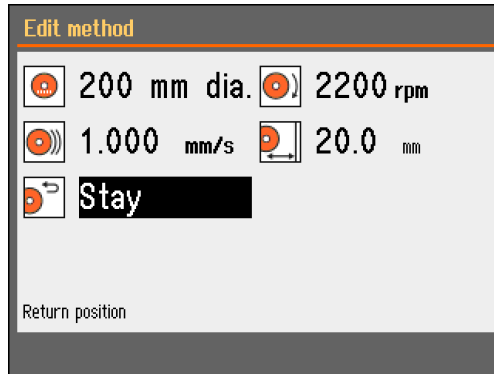 Edit method
200 mm dia. 2200 rpm
1.000 mm/s 20.0 mm
Stay
Return position